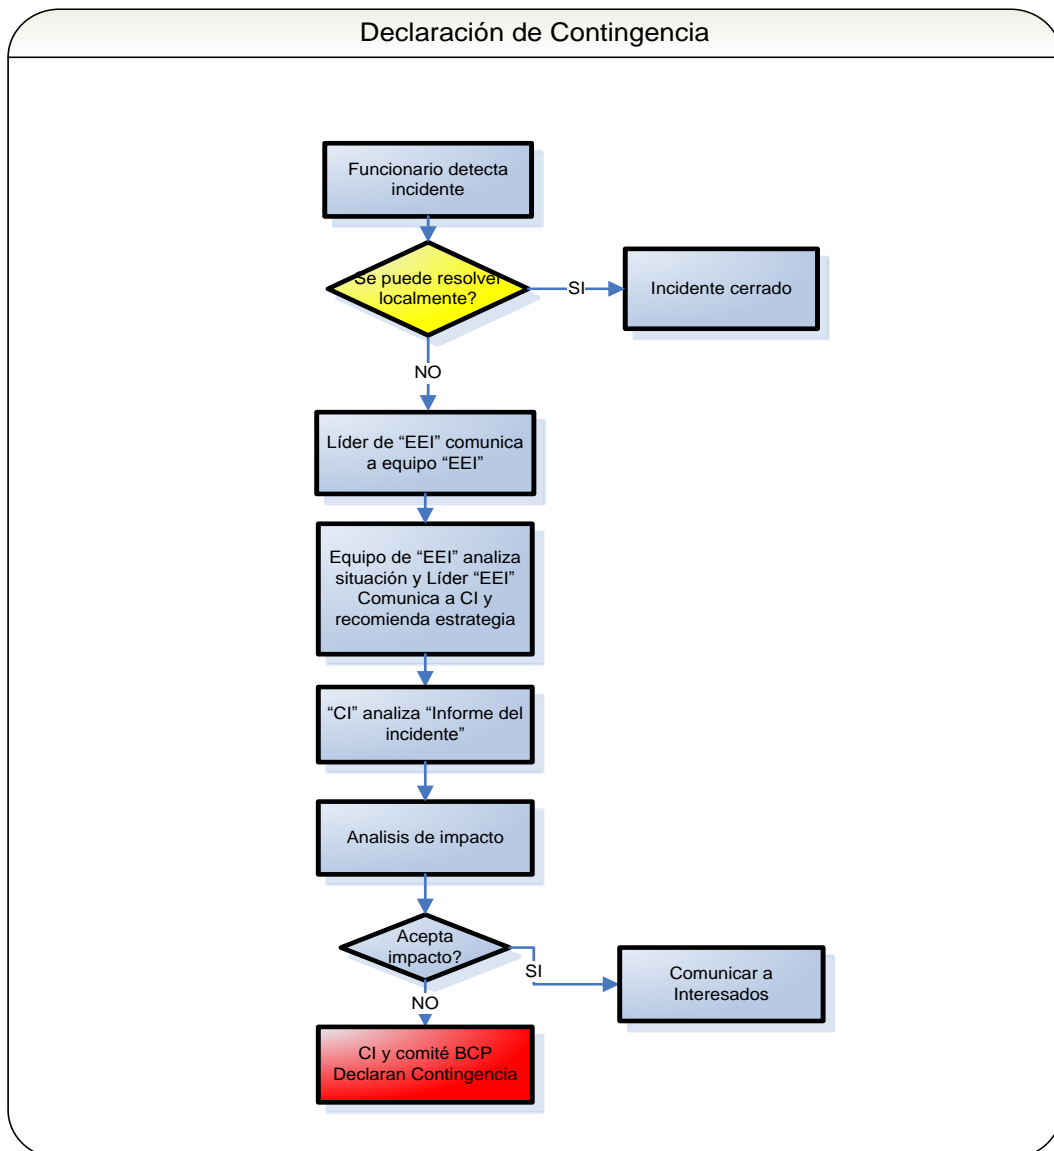 Declaración de Contingencia
Funcionario detecta
incidente
Se puede resolver
localmente?
SI
Incidente cerrado
NO
Líder de “EEI” comunica
a equipo “EEI”
Equipo de “EEI” analiza
situación y Líder “EEI”
Comunica a CI y
recomienda estrategia
“CI” analiza “Informe del
incidente”
Analisis de impacto
Acepta
impacto?
SI
Comunicar a
Interesados
NO
CI y comité BCP
Declaran Contingencia